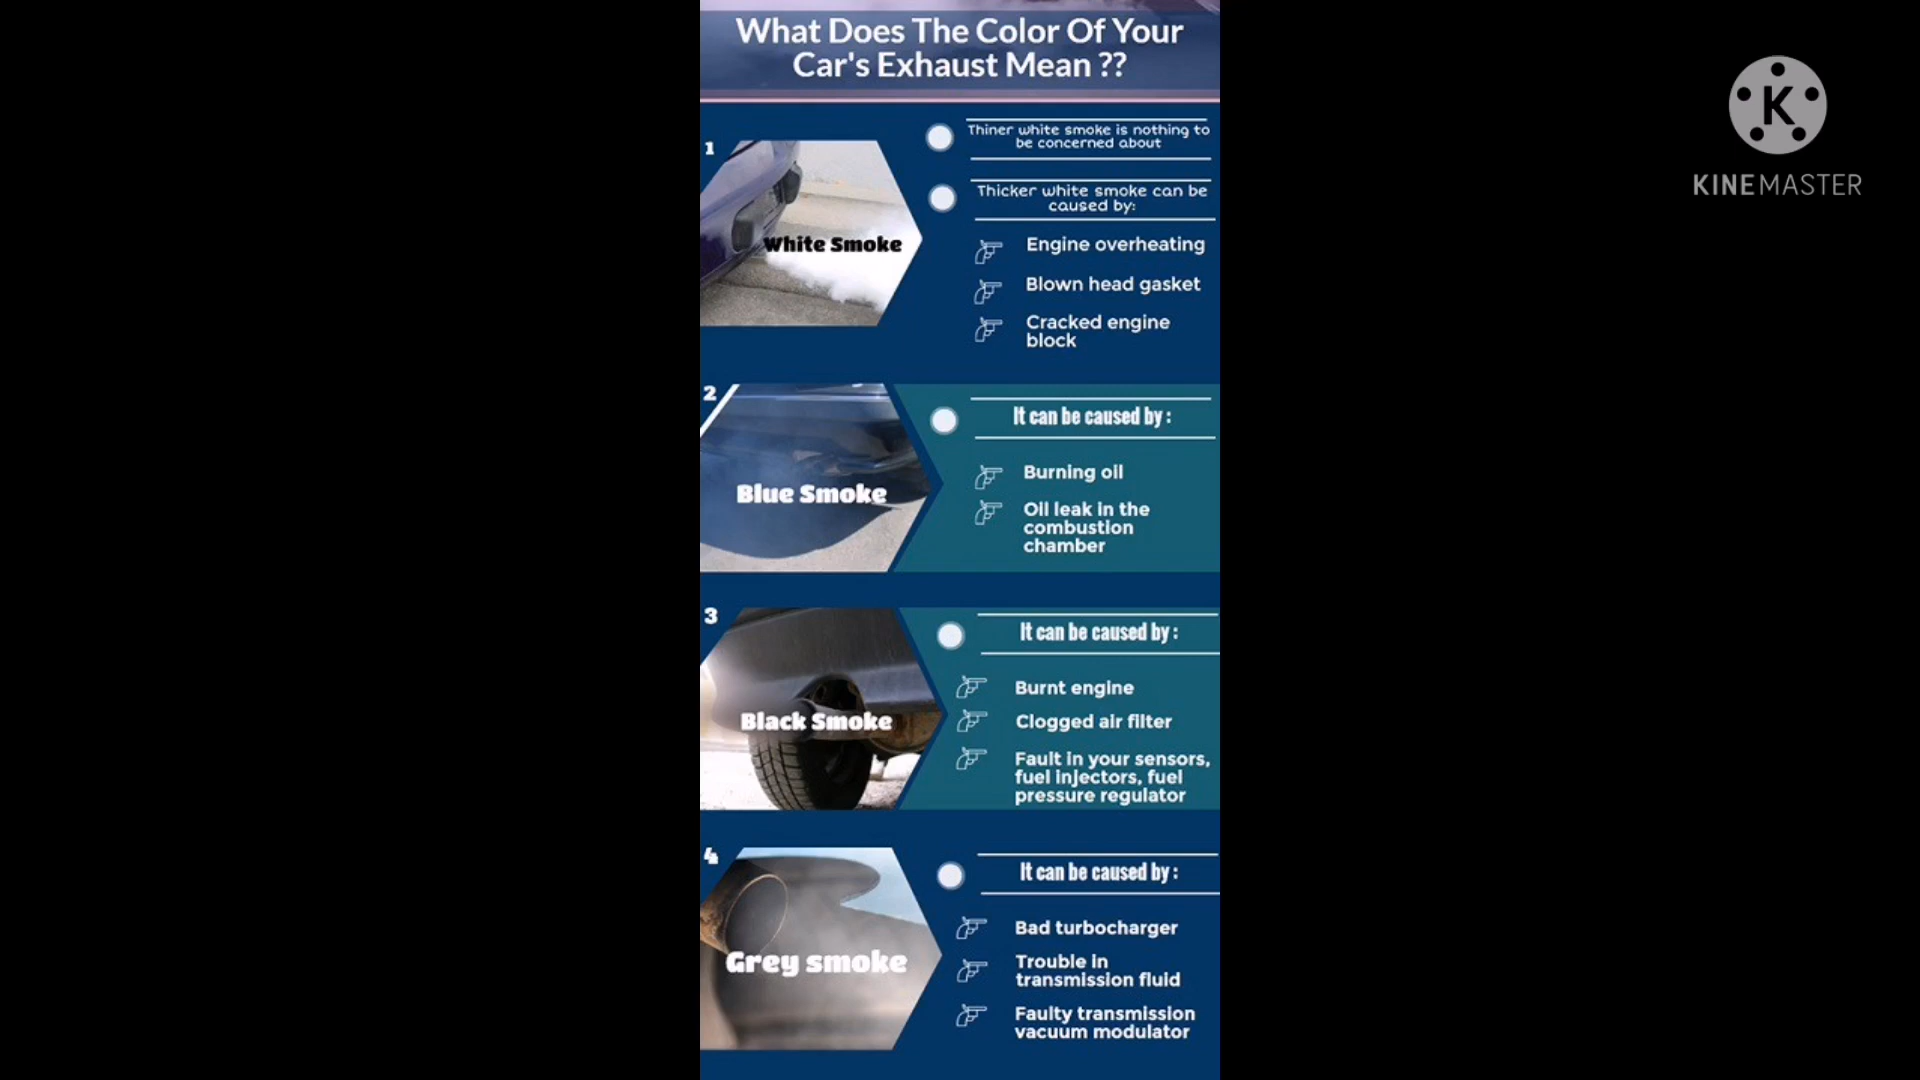 What Does The Color Of Your
Car's Exhaust Mean ??
1
Thiner white smoke is nothing to
be concerned about
Thicker white smoke can be
caused by:
White Smoke
Engine overheating
Blown head gasket
Cracked engine
block
2
It can be caused by :
Blue Smoke
Burning oil
Oil leak in the
combustion
chamber
3
It can be caused by :
Black Smoke
Burnt engine
Clogged air filter
Fault in your sensors,
fuel injectors, fuel
pressure regulator
4
It can be caused by :
Grey smoke
Bad turbocharger
Trouble in
transmission fluid
Faulty transmission
vacuum modulator
K
KINEMASTER